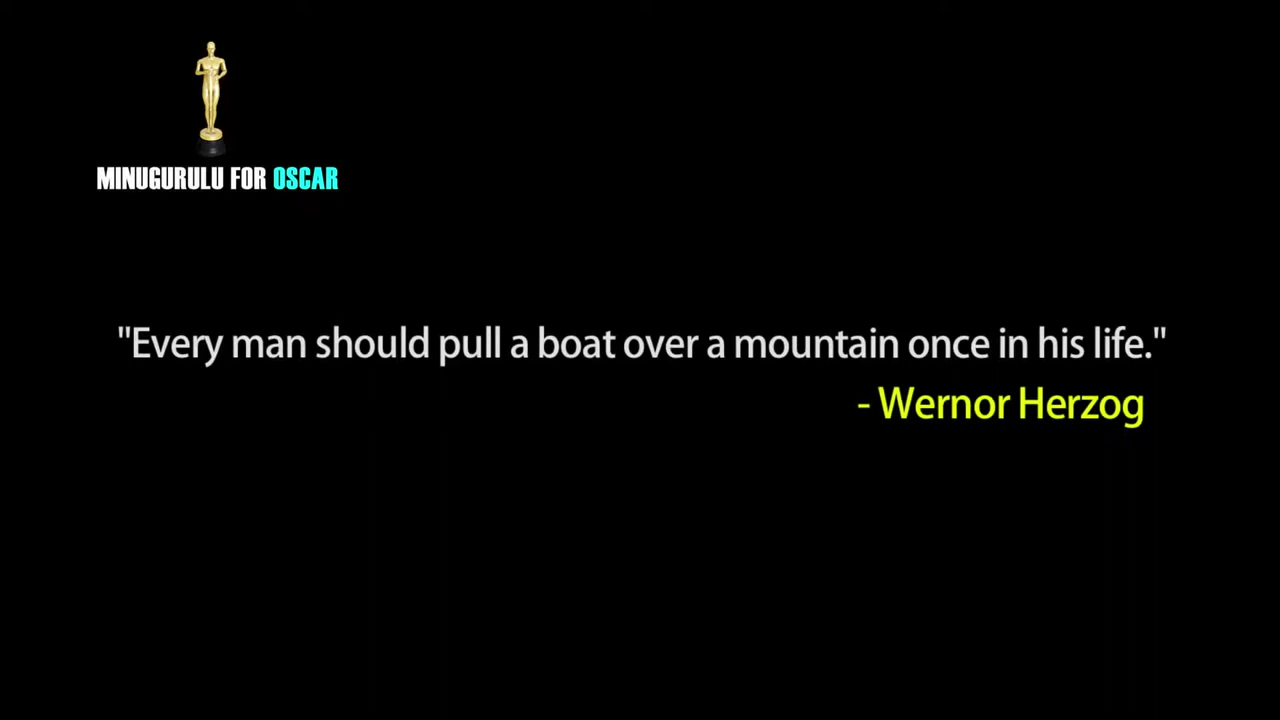 MINUGURULU FOR OSCAR
"Every man should pull a boat over a mountain once in his life."
- Wernor Herzog